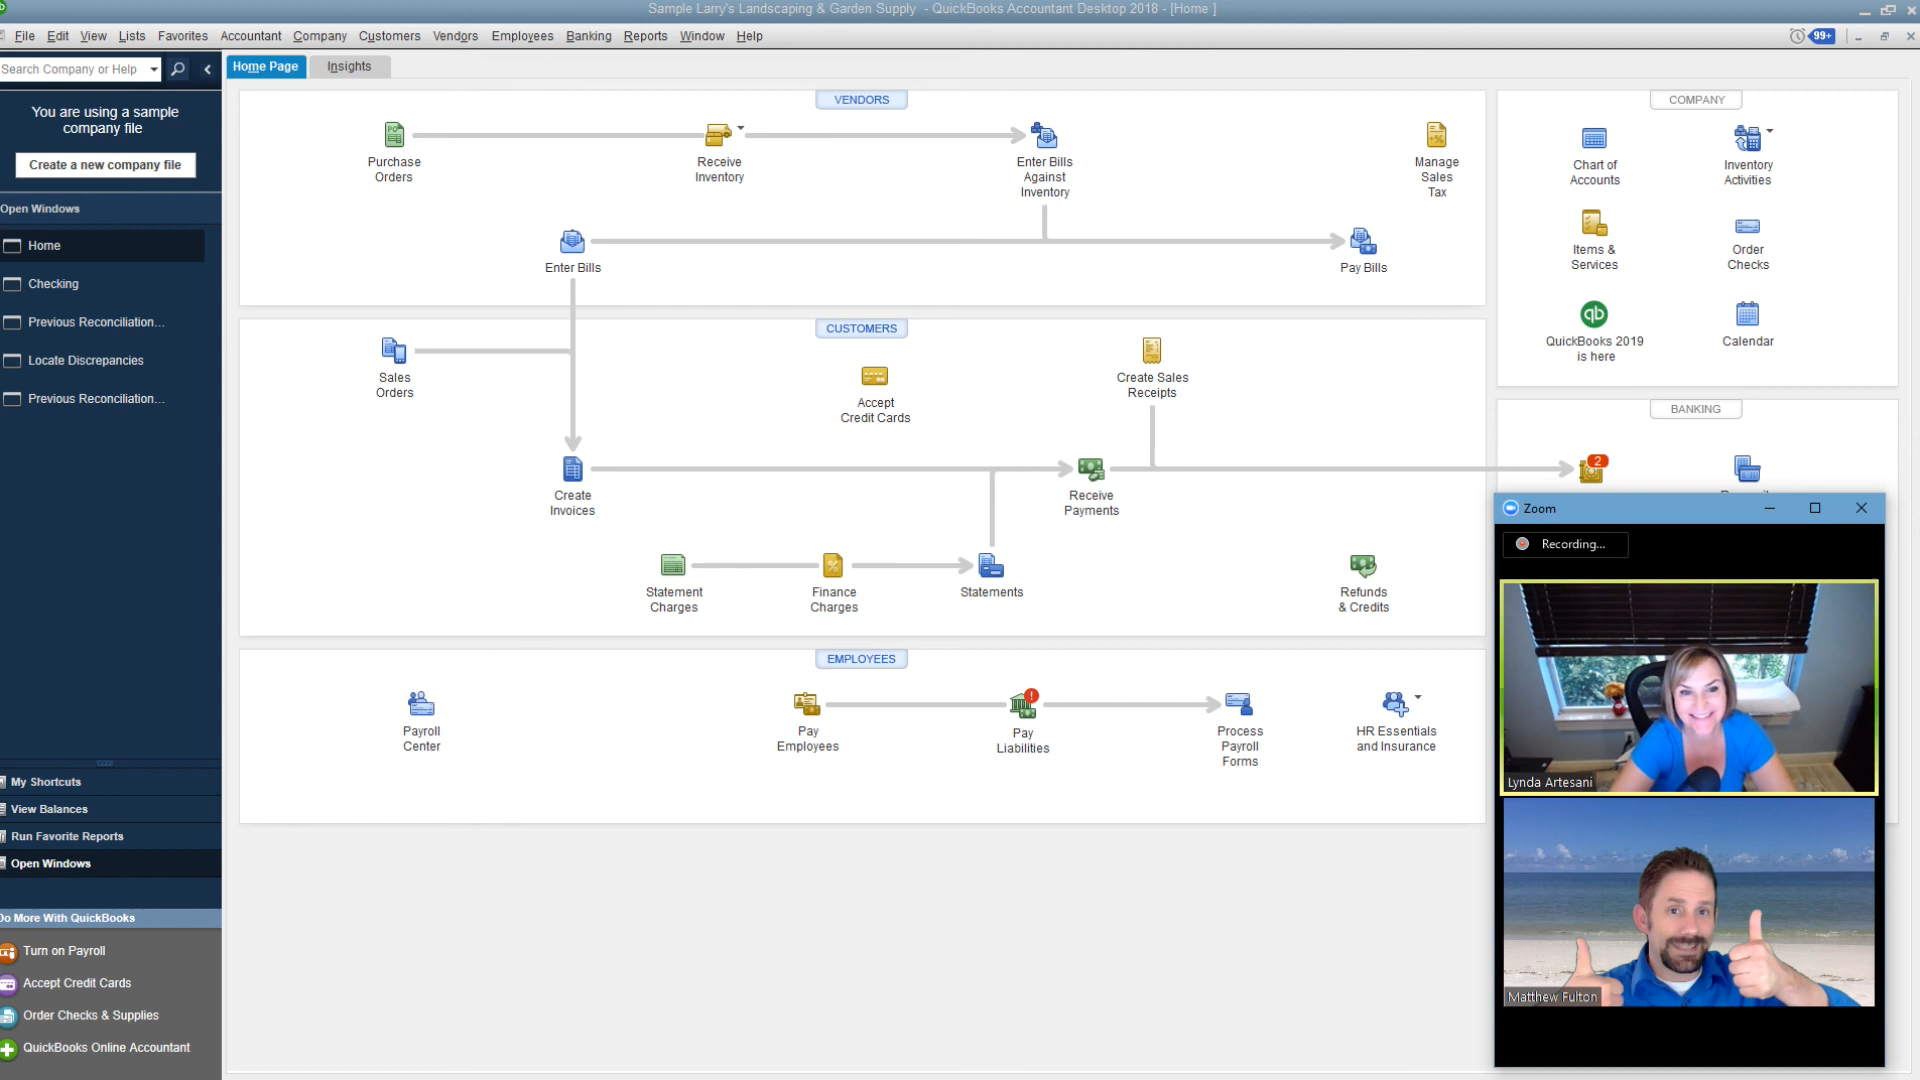 Sample Larry's Landscaping & Garden Supply - QuickBooks Accountant Desktop 2018 - [Home ]
File Edit View Lists Favorites Accountant Company Customers Vendors Employees Banking Reports Window Help
99+
Search Company or Help
Home Page Insights
You are using a sample
company file
Create a new company file
Open Windows
Home
Checking
Previous Reconciliation...
Locate Discrepancies
Previous Reconciliation...
My Shortcuts
View Balances
Run Favorite Reports
Open Windows
Do More With QuickBooks
Turn on Payroll
Accept Credit Cards
Order Checks & Supplies
QuickBooks Online Accountant
VENDORS
PO
Purchase
Orders
Receive
Inventory
Enter Bills
Against
Inventory
Manage
Sales
Tax
Enter Bills
Pay Bills
CUSTOMERS
Sales
Orders
Accept
Credit Cards
Create Sales
Receipts
Create
Invoices
Receive
Payments
Statement
Charges
%
Finance
Charges
Statements
Refunds
& Credits
EMPLOYEES
Payroll
Center
Pay
Employees
!
Pay
Liabilities
Process
Payroll
Forms
HR Essentials
and Insurance
COMPANY
Chart of
Accounts
Inventory
Activities
Items &
Services
Order
Checks
qb
QuickBooks 2019
is here
Calendar
BANKING
2
Zoom
Recording...
Lynda Artesani
Matthew Fulton